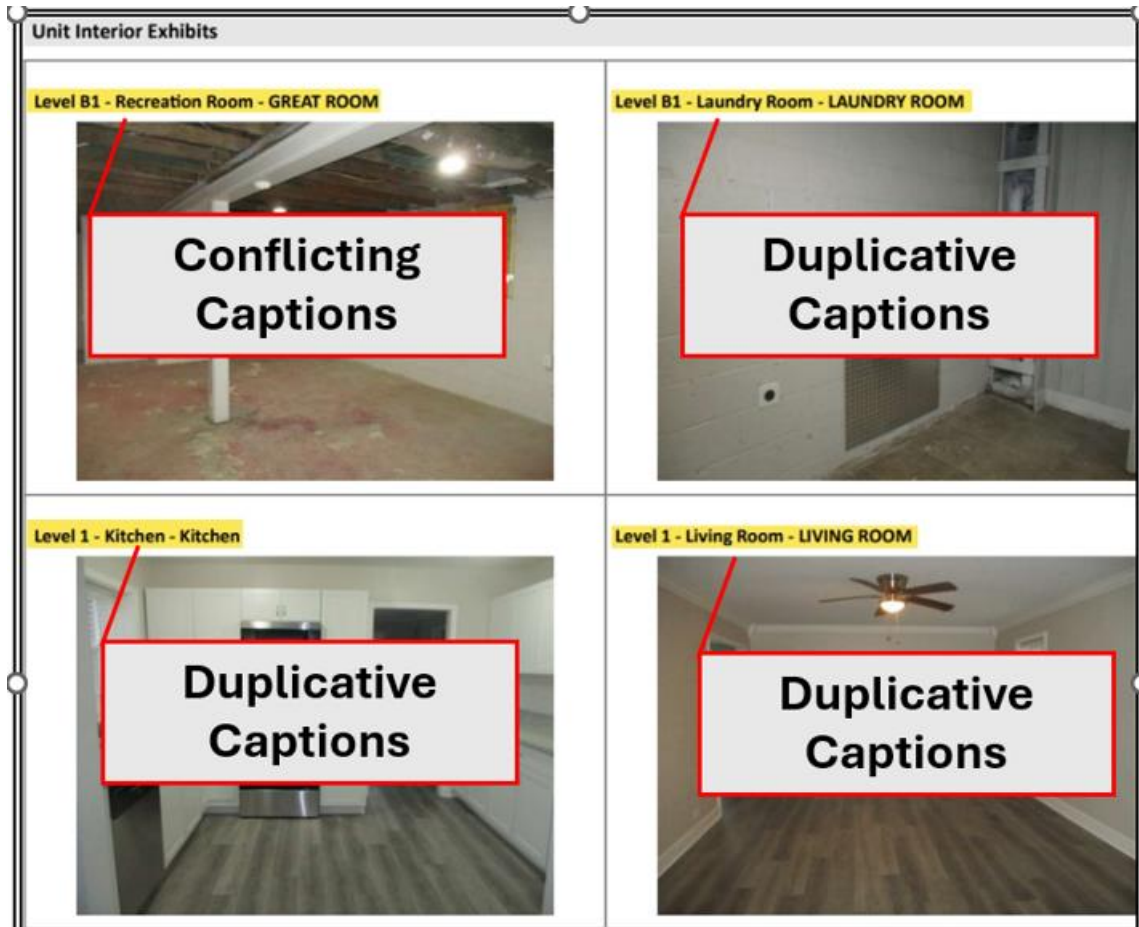 Unit Interior Exhibits
Level B1 - Recreation Room - GREAT ROOM
Conflicting
Captions
Level B1 - Laundry Room - LAUNDRY ROOM
Duplicative
Captions
Level 1 - Kitchen - Kitchen
Duplicative
Captions
Level 1 - Living Room - LIVING ROOM
Duplicative
Captions